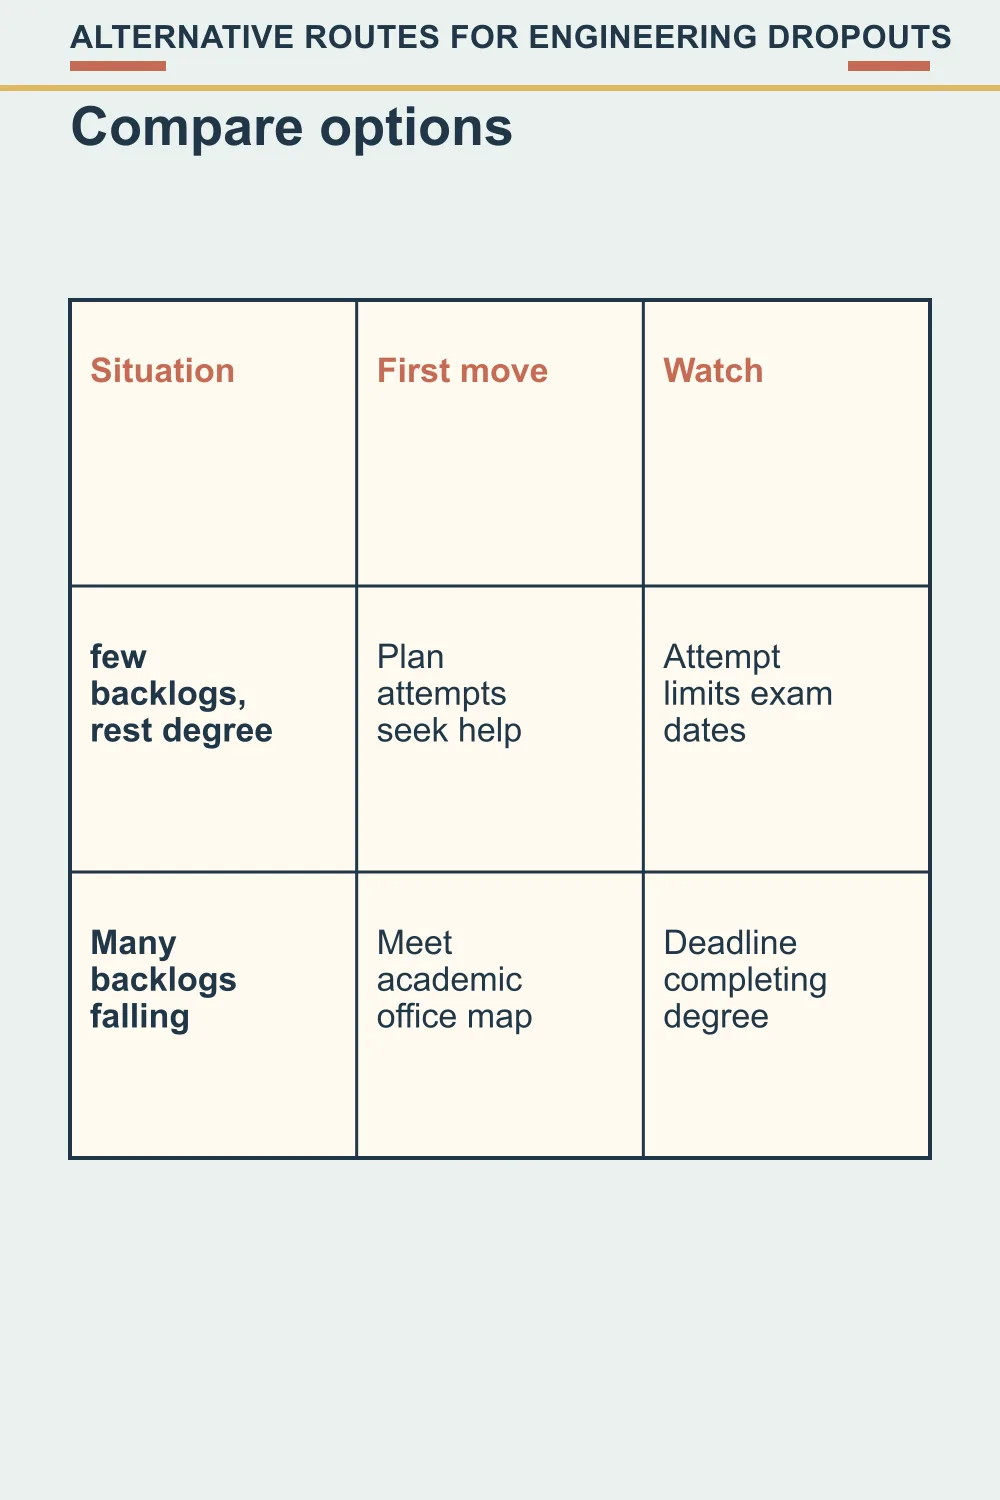 ALTERNATIVE ROUTES FOR ENGINEERING DROPOUTS
Compare options
Situation
First move
Watch
few
backlogs,
rest degree
Plan
attempts
seek help
Attempt
limits exam
dates
Many
backlogs
falling
Meet
academic
office map
Deadline
completing
degree